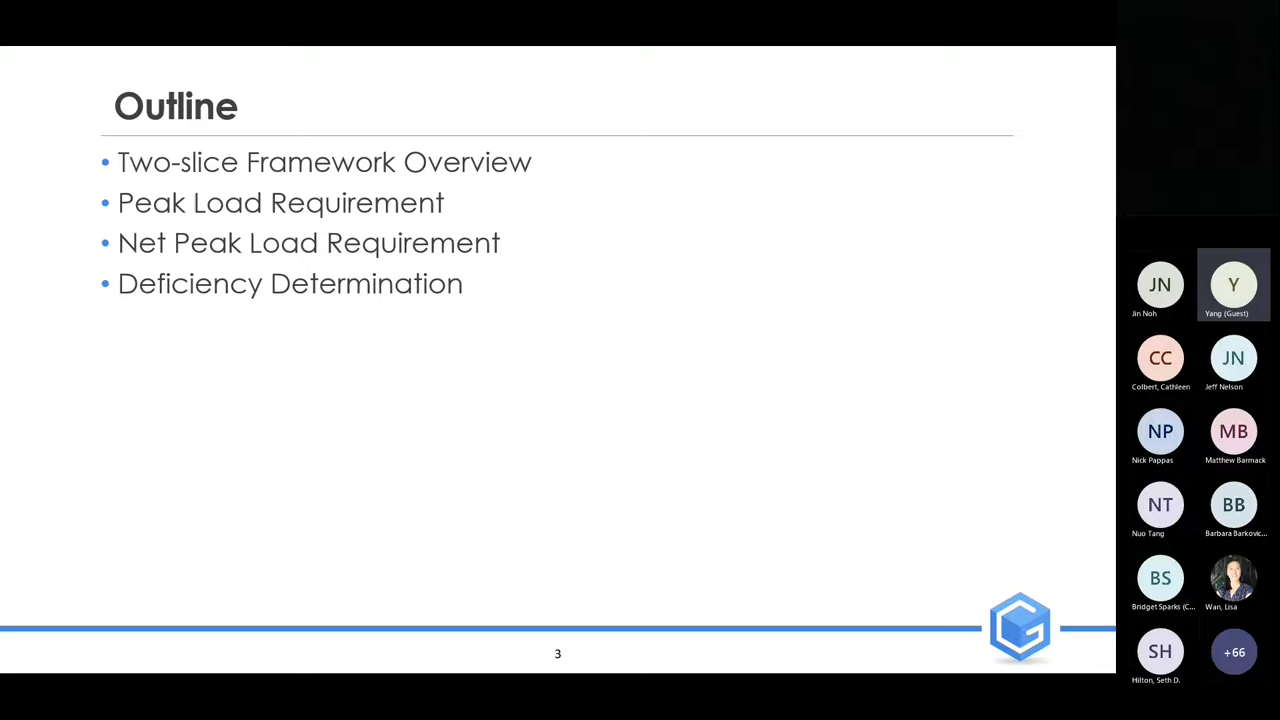 Outline
• Two-slice Framework Overview
• Peak Load Requirement
• Net Peak Load Requirement
• Deficiency Determination
3
JN
Jin Noh
Y
Yang (Guest)
CC
Colbert, Cathleen
JN
Jeff Nelson
NP
Nick Pappas
MB
Matthew Barmack
NT
Nuo Tang
BB
Barbara Barkovic...
BS
Bridget Sparks (C...
Wan, Lisa
SH
Hilton, Seth D.
+66